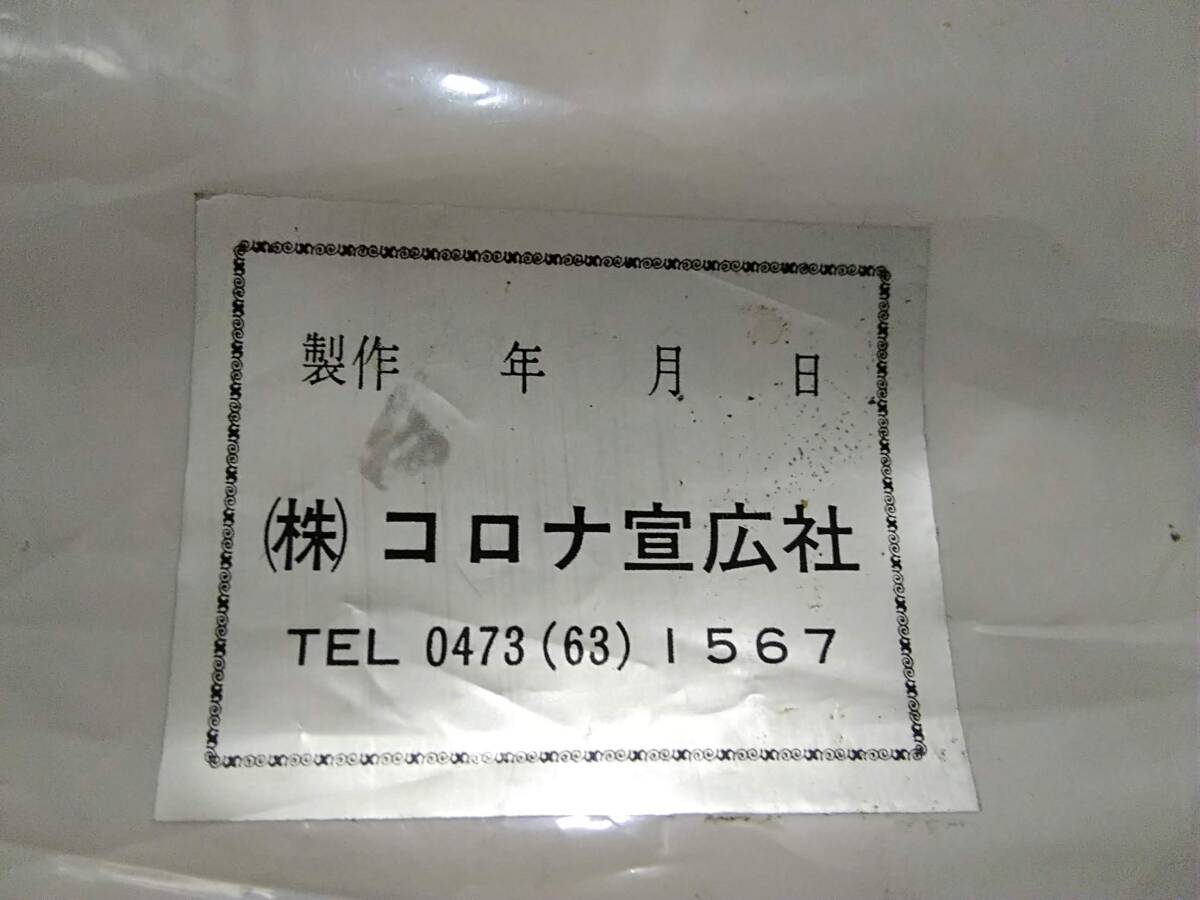 製作 年 月 日
㈱ コロナ宣広社
TEL 0473(63)1567